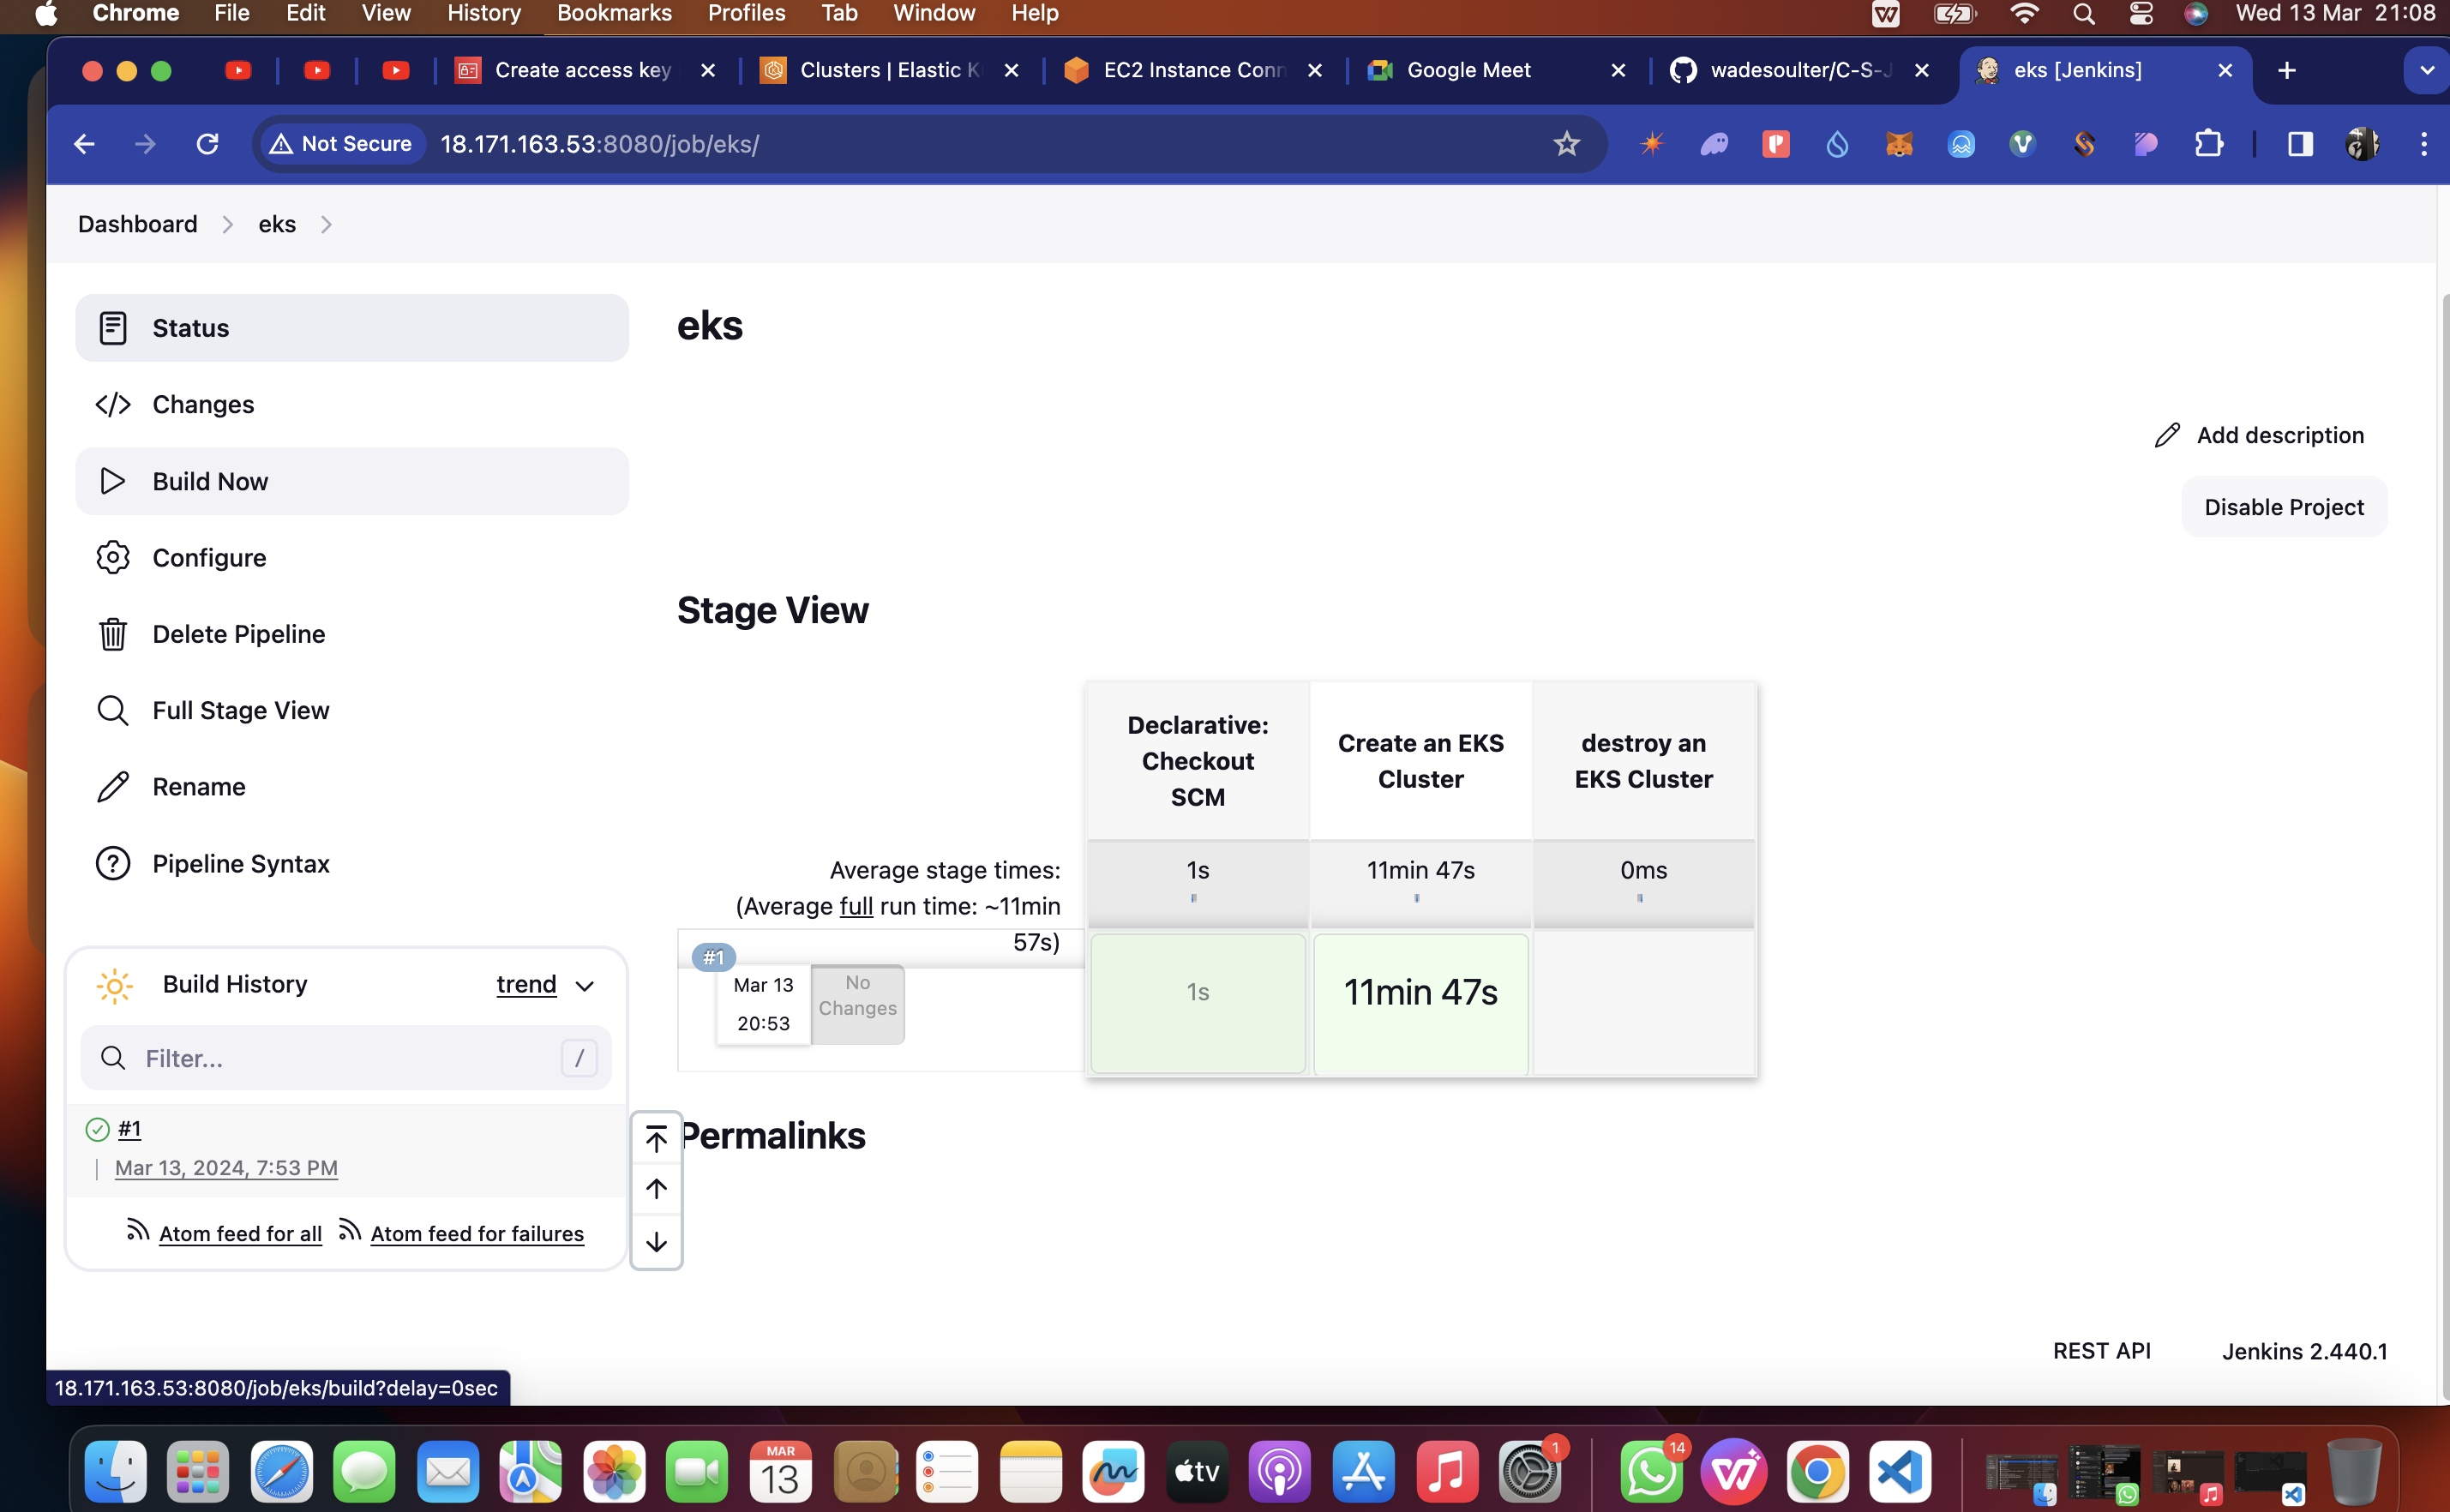 Chrome File Edit View History Bookmarks Profiles Tab Window Help Wed 13 Mar 21:08
Create access key Clusters | Elastic K EC2 Instance Conn Google Meet wadesoulter/C-S-J eks [Jenkins]
Not Secure 18.171.163.53:8080/job/eks/
Dashboard eks
Status
Changes
Build Now
Configure
Delete Pipeline
Full Stage View
Rename
Pipeline Syntax
Build History trend
Filter... /
#1
Mar 13, 2024, 7:53 PM
Atom feed for all Atom feed for failures
eks
Add description
Disable Project
Stage View
Declarative:
Checkout
SCM
Create an EKS
Cluster
destroy an
EKS Cluster
Average stage times:
(Average full run time: ~11min
57s)
1s 11min 47s 0ms
#1
Mar 13
20:53
No
Changes
1s 11min 47s
Permalinks
REST API Jenkins 2.440.1
18.171.163.53:8080/job/eks/build?delay=0sec
MAR
13
tv
1
14